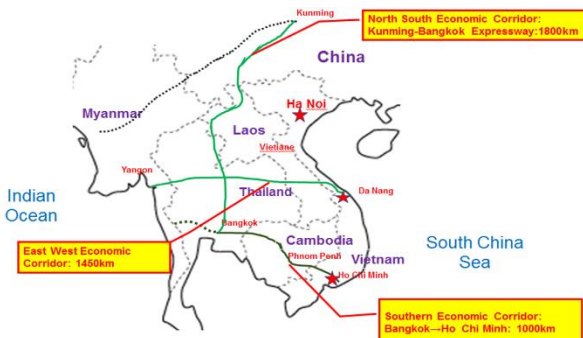 Kunming
North South Economic Corridor:
Kunming-Bangkok Expressway:1800km
China
Myanmar
Ha Noi
Laos
Vietiane
Yangon
Indian
Ocean
Thailand
Da Nang
Bangkok
East West Economic
Corridor: 1450km
Cambodia
Phnom Penh
Vietnam
South China
Sea
Ho Chi Minh
Southern Economic Corridor:
Bangkok→Ho Chi Minh: 1000km